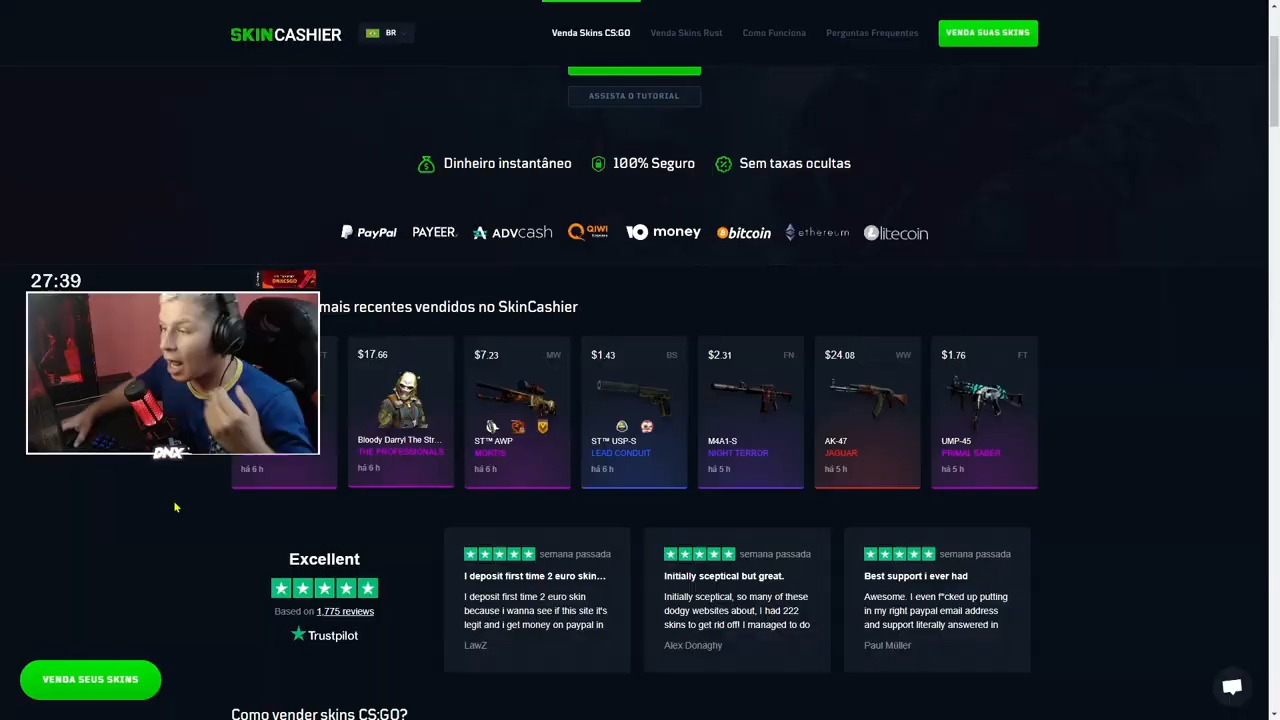 SKINCASHIER
BR
Venda Skins CS:GO
Venda Skins Rust
Como Funciona
Perguntas Frequentes
VENDA SUAS SKINS
ASSISTA O TUTORIAL
Dinheiro instantâneo
100% Seguro
Sem taxas ocultas
PayPal
PAYEER
ADVCASH
QIWI
money
bitcoin
ethereum
litecoin
27:39
mais recentes vendidos no SkinCashier
T
há 6 h
$17.66
Bloody Darryl The Str...
THE PROFESSIONALS
há 6 h
$7.23
MW
ST™ AWP
MORTIS
há 6 h
$1.43
BS
ST™ USP-S
LEAD CONDUIT
há 6 h
$2.31
FN
M4A1-S
NIGHT TERROR
há 5 h
$24.08
WW
AK-47
JAGUAR
há 5 h
$1.76
FT
UMP-45
PRIMAL SABER
há 5 h
DNX
Excellent
Based on 1,775 reviews
Trustpilot
semana passada
I deposit first time 2 euro skin...
I deposit first time 2 euro skin
because i wanna see if this site it's
legit and i get money on paypal in
LawZ
semana passada
Initially sceptical but great.
Initially sceptical, so many of these
dodgy websites about, I had 222
skins to get rid off! I managed to do
Alex Donaghy
semana passada
Best support i ever had
Awesome. I even f*cked up putting
in my right paypal email address
and support literally answered in
Paul Müller
VENDA SEUS SKINS
Como vender skins CS:GO?